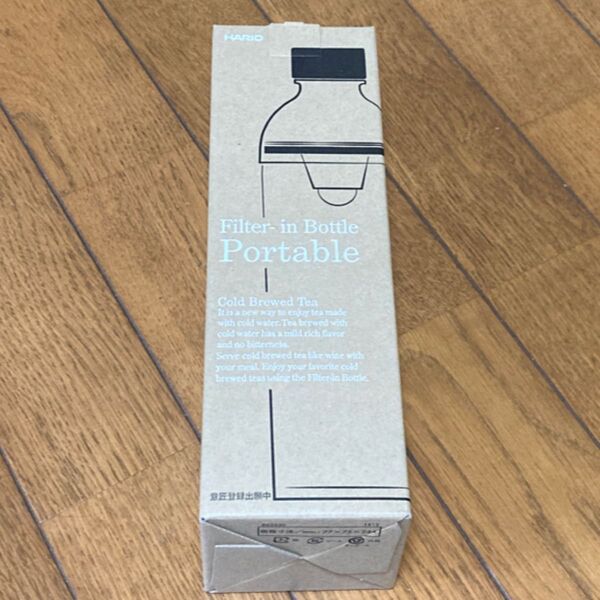 HARIO
Filter-in Bottle
Portable
Cold Brewed Tea
It is a new way to enjoy tea made
with cold water. Tea brewed with
cold water has a mild rich flavor
and no bitterness.
Serve cold brewed tea like wine with
your meal. Enjoy your favorite cold
brewed teas using the Filter-in Bottle.
意匠登録出願中